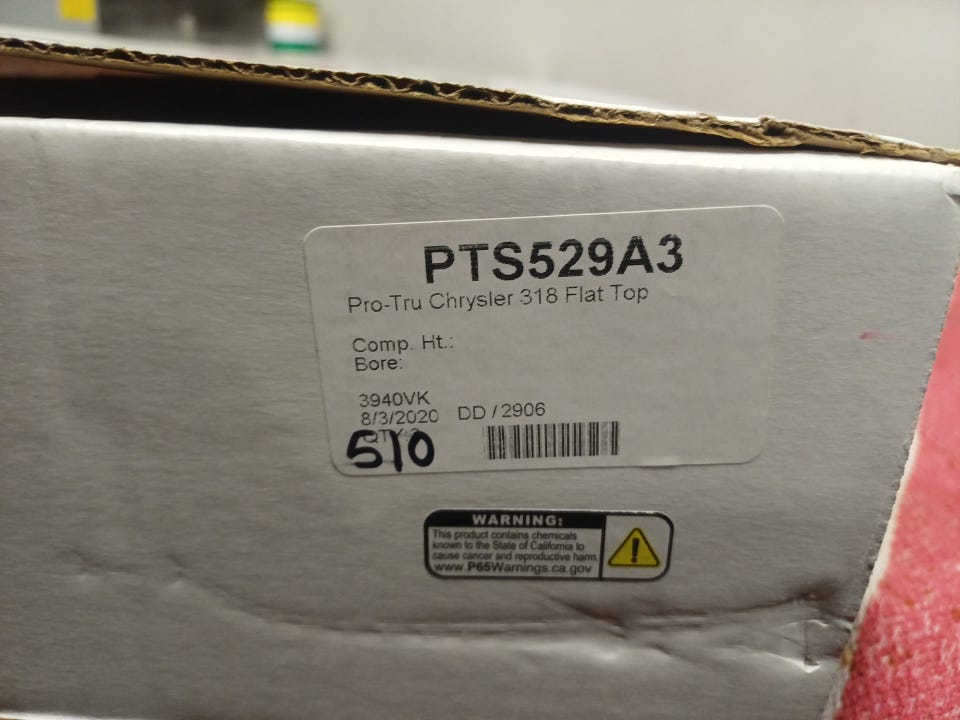 PTS529A3
Pro-Tru Chrysler 318 Flat Top
Comp. Ht.:
Bore:
3940VK
8/3/2020 DD / 2906
510
WARNING:
This product contains chemicals
known to the State of California to
cause cancer and reproductive harm.
www.P65Warnings.ca.gov